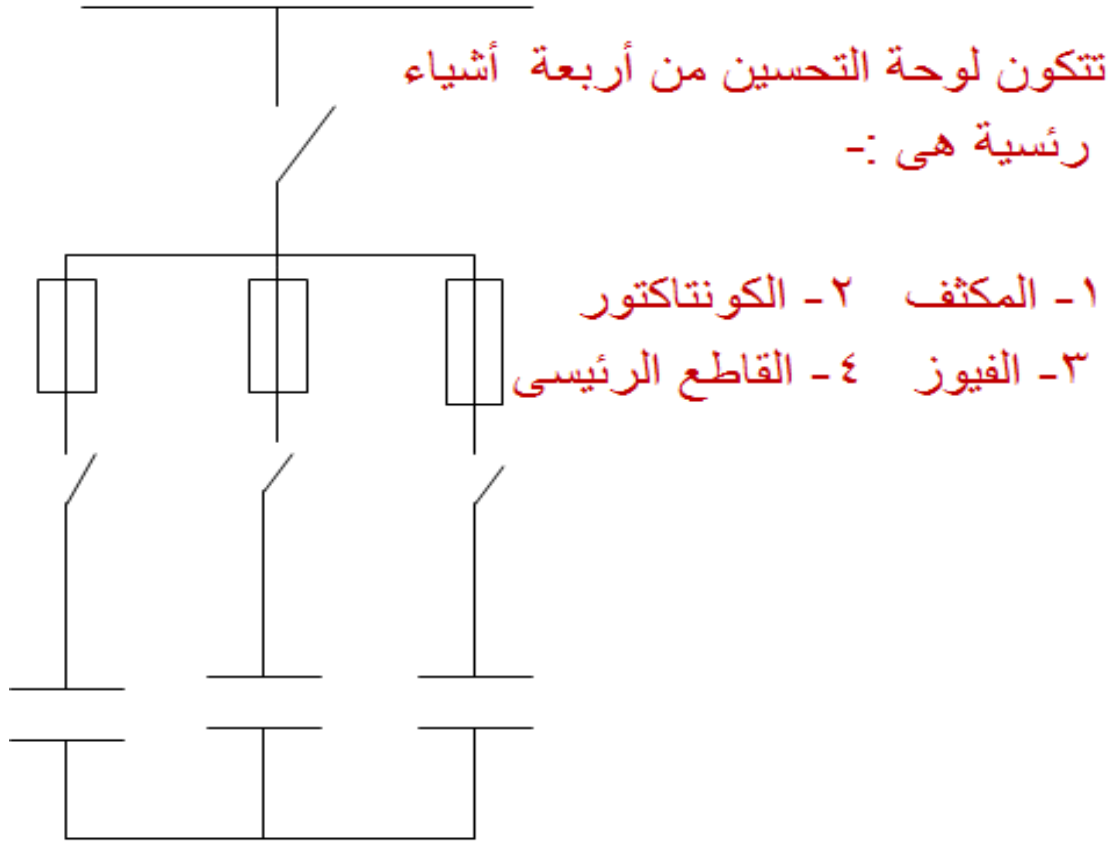 تتكون لوحة التحسين من أربعة أشياء
رئسية هى :-
١- المكثف ٢- الكونتاكتور
٣- الفيوز ٤- القاطع الرئيسى